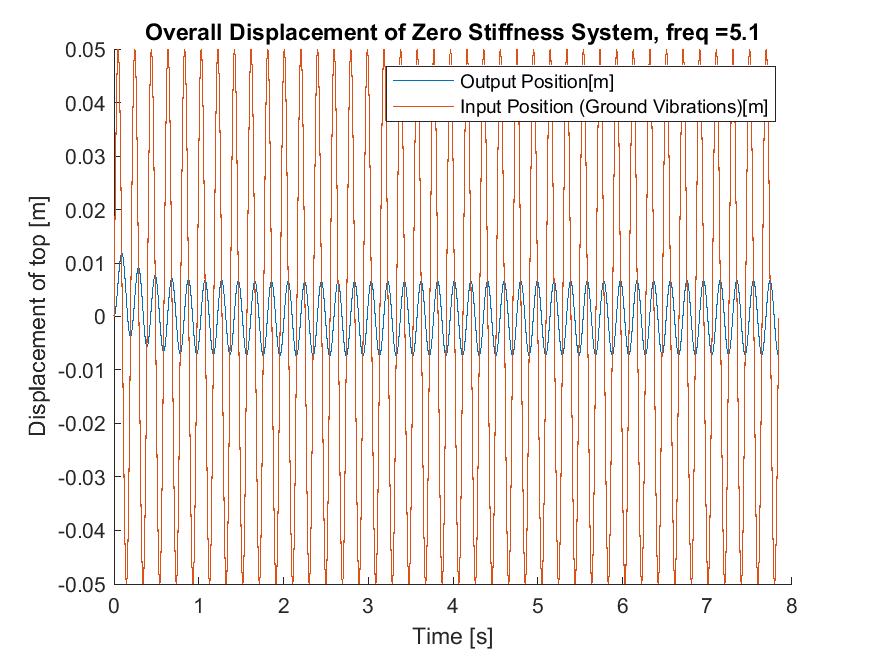 Overall Displacement of Zero Stiffness System, freq =5.1
0.05
0.04
0.03
0.02
0.01
0
-0.01
-0.02
-0.03
-0.04
-0.05
Displacement of top [m]
Output Position[m]
Input Position (Ground Vibrations)[m]
0 1 2 3 4 5 6 7 8
Time [s]